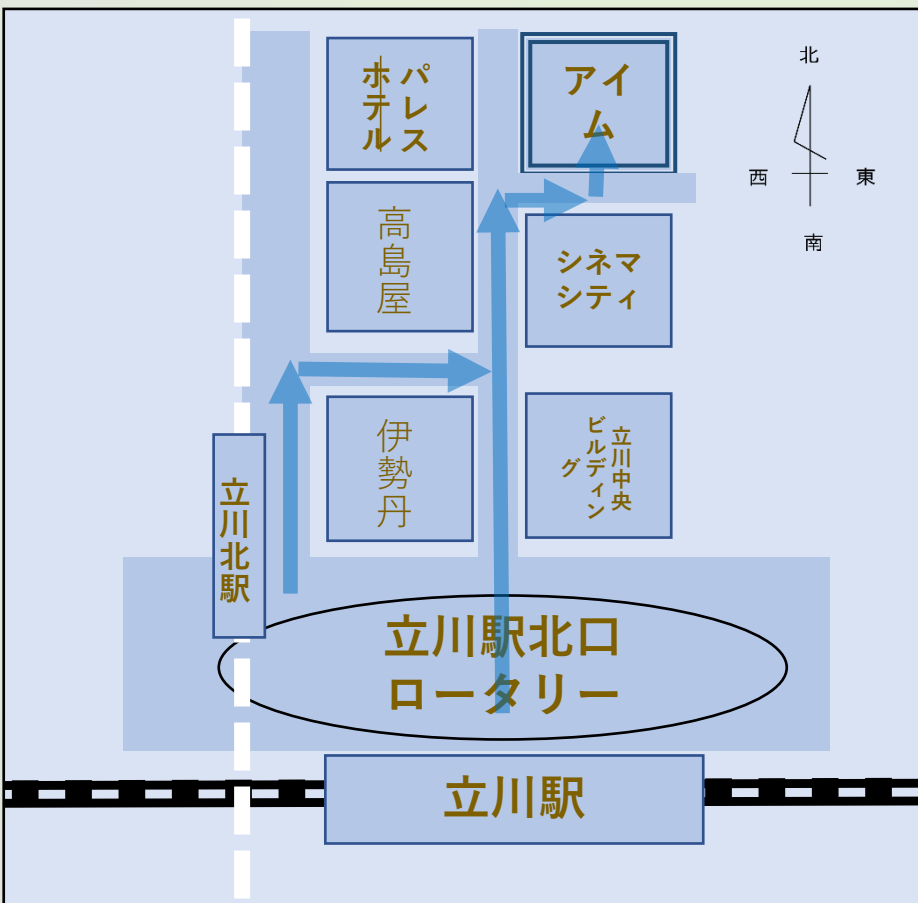 パレス
ホテル
アイ
ム
北
西
東
南
高島屋
シネマ
シティ
伊勢丹
立川中央
ビルディン
グ
立川北駅
立川駅北口
ロータリー
立川駅